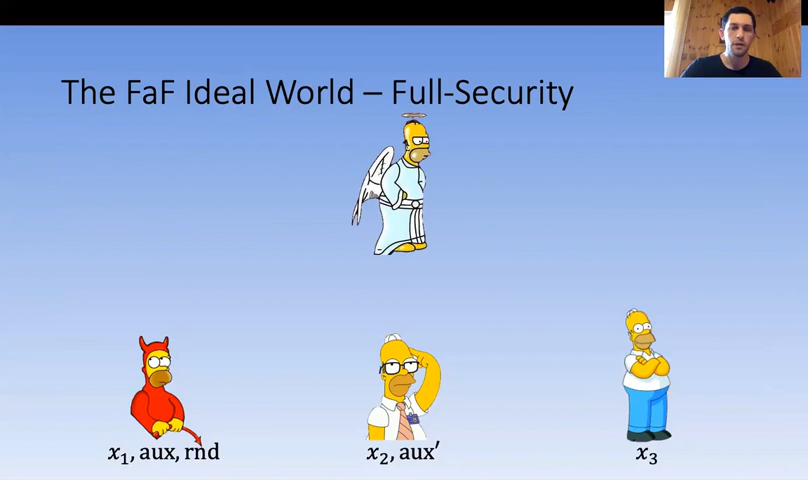 The FaF Ideal World – Full-Security
x₁, aux, rnd
x₂, aux′
x₃